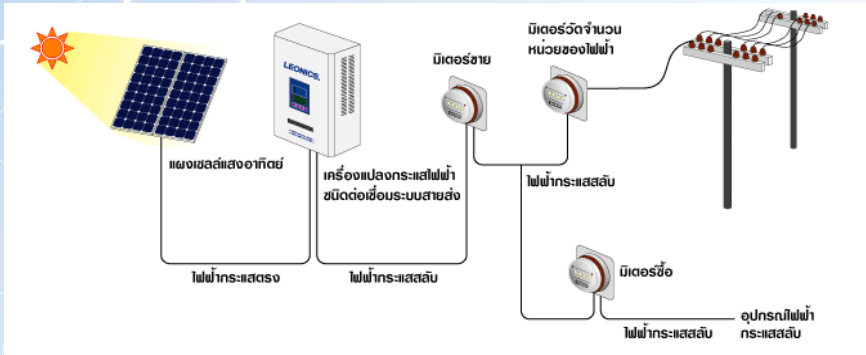 LEONICS.
มิเตอร์ขาย
มิเตอร์วัดจำนวน
หน่วยของไฟฟ้า
แผงเซลล์แสงอาทิตย์
เครื่องแปลงกระแสไฟฟ้า
ชนิดต่อเชื่อมระบบสายส่ง
ไฟฟ้ากระแสสลับ
ไฟฟ้ากระแสตรง
ไฟฟ้ากระแสสลับ
มิเตอร์ซื้อ
ไฟฟ้ากระแสสลับ
อุปกรณ์ไฟฟ้า
กระแสสลับ